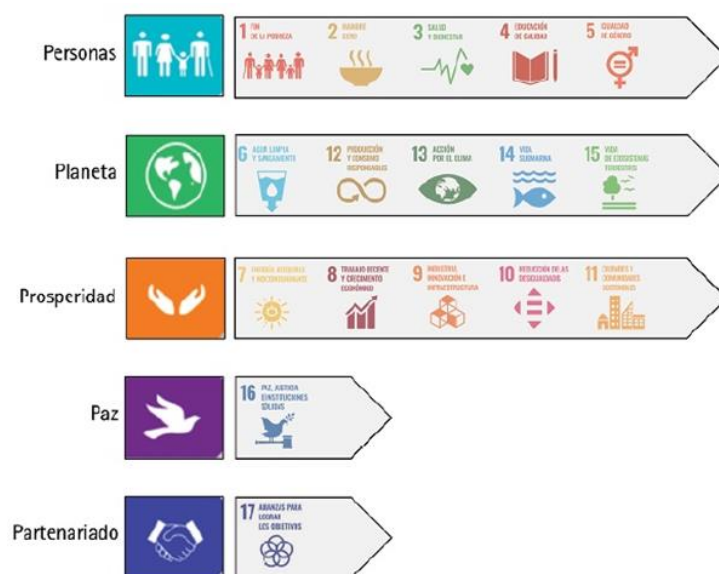 Personas
1 FIN
DE LA POBREZA
2 HAMBRE
CERO
3 SALUD
Y BIENESTAR
4 EDUCACIÓN
DE CALIDAD
5 IGUALDAD
DE GÉNERO
Planeta
6 AGUA LIMPIA
Y SANEAMIENTO
12 PRODUCCIÓN
Y CONSUMO
RESPONSABLES
13 ACCIÓN
POR EL CLIMA
14 VIDA
SUBMARINA
15 VIDA
DE ECOSISTEMAS
TERRESTRES
Prosperidad
7 ENERGÍA ASEQUIBLE
Y NO CONTAMINANTE
8 TRABAJO DECENTE
Y CRECIMIENTO
ECONÓMICO
9 INDUSTRIA,
INNOVACIÓN E
INFRAESTRUCTURA
10 REDUCCIÓN DE LAS
DESIGUALDADES
11 CIUDADES Y
COMUNIDADES
SOSTENIBLES
Paz
16 PAZ, JUSTICIA
E INSTITUCIONES
SÓLIDAS
Partenariado
17 ALIANZAS PARA
LOGRAR
LOS OBJETIVOS